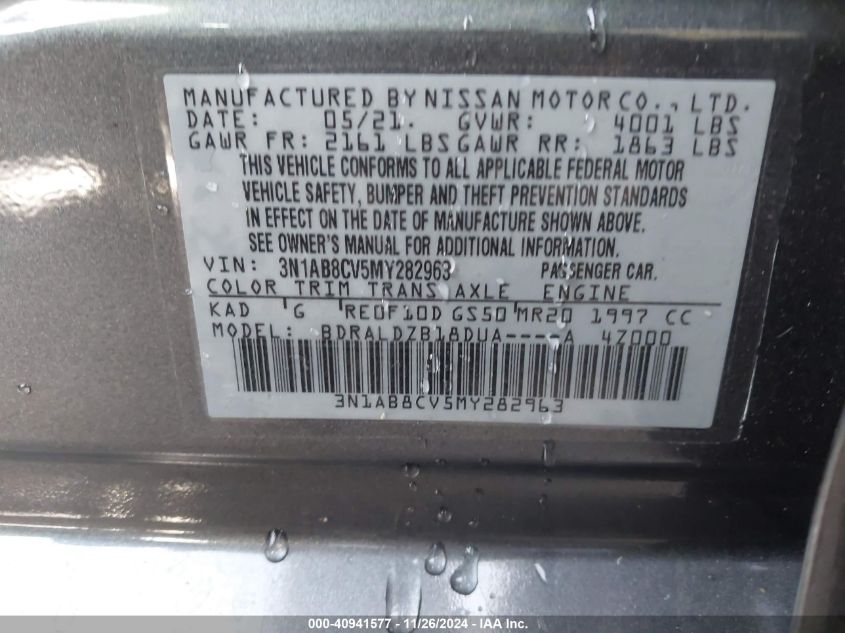 MANUFACTURED BY NISSAN MOTOR CO., LTD.
DATE: 05/21. GVWR: 4001 LBS
GAWR FR: 2161 LBS GAWR RR: 1863 LBS
THIS VEHICLE CONFORMS TO ALL APPLICABLE FEDERAL MOTOR
VEHICLE SAFETY, BUMPER AND THEFT PREVENTION STANDARDS
IN EFFECT ON THE DATE OF MANUFACTURE SHOWN ABOVE.
SEE OWNER'S MANUAL FOR ADDITIONAL INFORMATION.
VIN: 3N1AB8CV5MY282963 PASSENGER CAR.
COLOR TRIM TRANS AXLE ENGINE
KAD G RE0F10D GS50 MR20 1997 CC
MODEL: BDRALDZB18DUA----A 4Z000
3N1AB8CV5MY282963
000-40941577 - 11/26/2024 - IAA Inc.